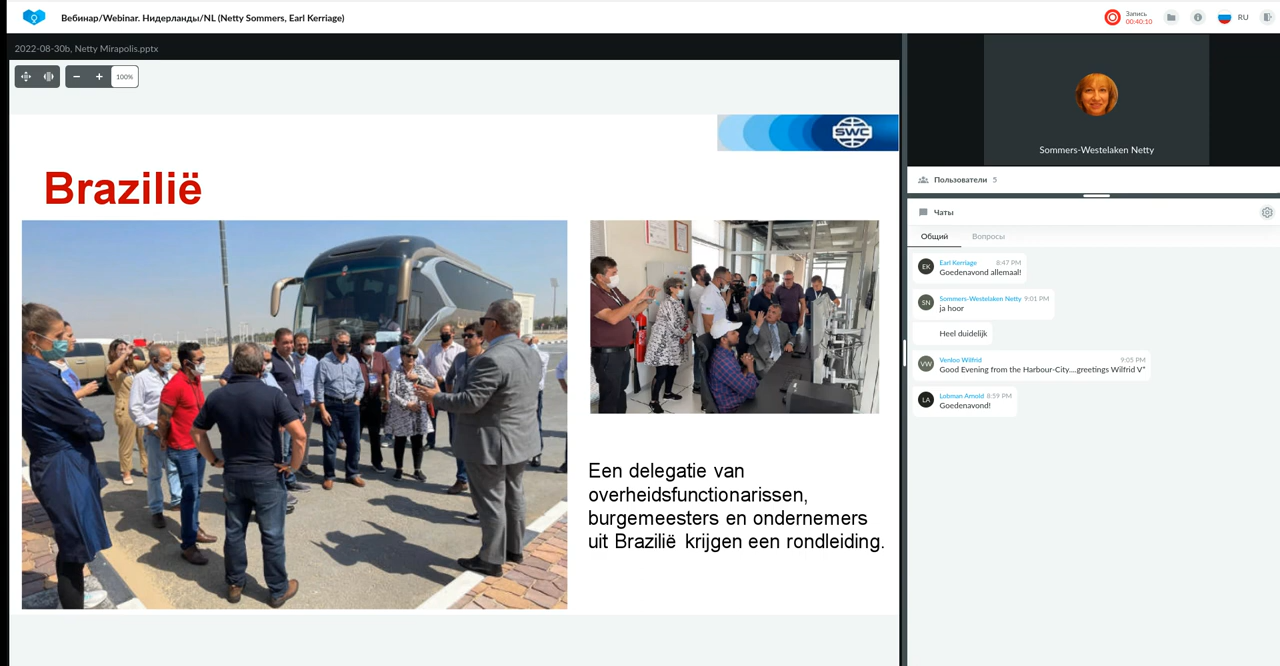 Вебинар/Webinar. Нидерланды/NL (Netty Sommers, Earl Kerriage)
Запись
00:40:10
RU
2022-08-30b, Netty Mirapolis.pptx
100%
SWC
Brazilië
Een delegatie van
overheidsfunctionarissen,
burgemeesters en ondernemers
uit Brazilië krijgen een rondleiding.
Sommers-Westelaken Netty
Пользователи 5
Чаты
Общий Вопросы
EK Earl Kerriage 8:47 PM
Goedenavond allemaal!
SN Sommers-Westelaken Netty 9:01 PM
ja hoor
Heel duidelijk
VW Venloo Wilfrid 9:05 PM
Good Evening from the Harbour-City....greetings Wilfrid V"
LA Lobman Arnold 8:59 PM
Goedenavond!